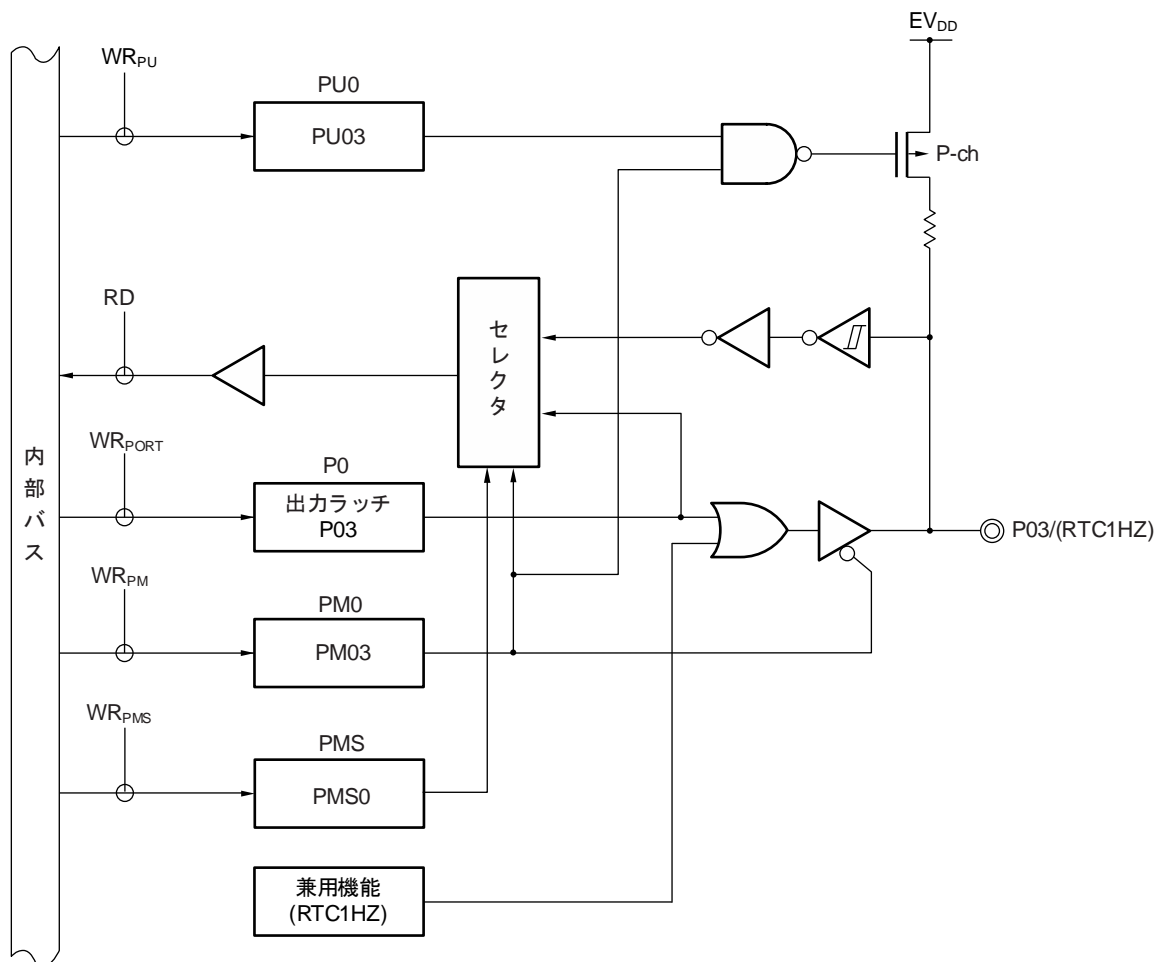 EVDD
WRPU
PU0
PU03
P-ch
RD
セレクタ
WRPORT
P0
内部バス
出力ラッチ
P03
P03/(RTC1HZ)
WRPM
PM0
PM03
WRPMS
PMS
PMS0
兼用機能
(RTC1HZ)